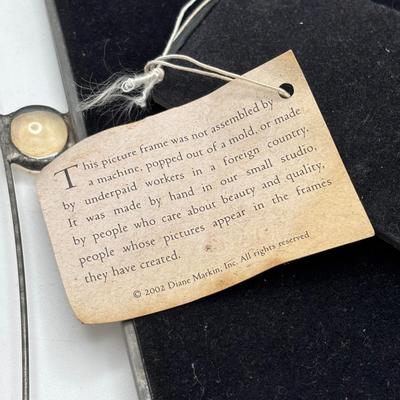 This picture frame was not assembled by
a machine, popped out of a mold, or made
by underpaid workers in a foreign country.
It was made by hand in our small studio,
by people who care about beauty and quality,
people whose pictures appear in the frames
they have created.
© 2002 Diane Markin, Inc. All rights reserved